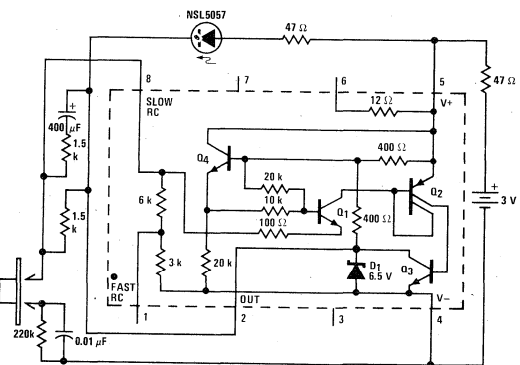 NSL5057
47 Ω
8
7
6
5
SLOW
RC
12 Ω
V+
47 Ω
+
400 μF
1.5
k
Q4
400 Ω
Q2
20 k
6 k
10 k
Q1
400 Ω
100Ω
+
3 V
1.5
k
3 k
20 k
D1
6.5 V
Q3
FAST
RC
OUT
V−
1
2
3
4
220k
0.01 μF